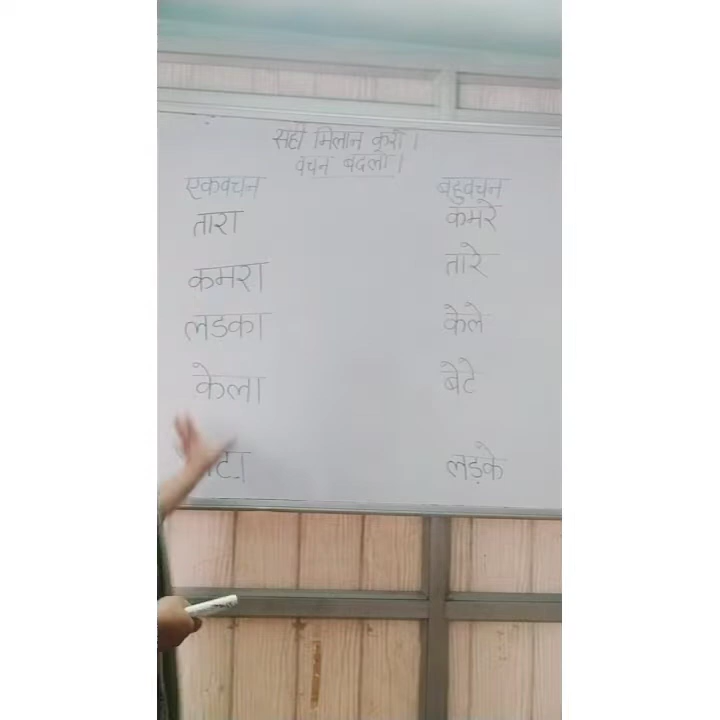 सही मिलान करो।
वचन बदलो।
एकवचन बहुवचन
तारा कमरे
कमरा तारे
लडका केले
केला बेटे
लड़के